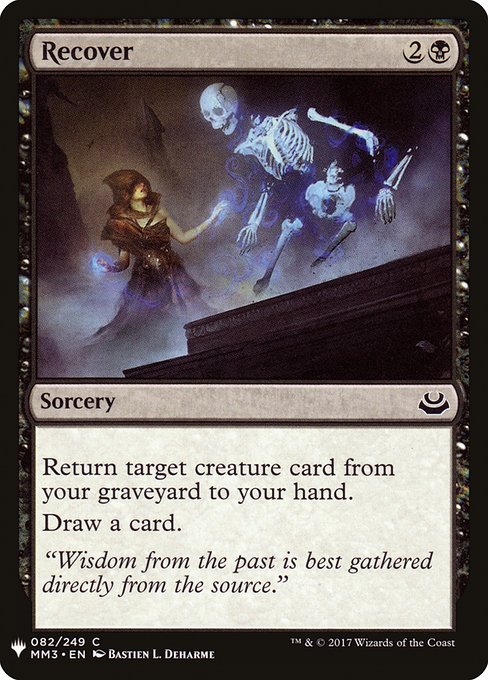 Recover 2
Sorcery
Return target creature card from
your graveyard to your hand.
Draw a card.
“Wisdom from the past is best gathered
directly from the source.”
082/249 C
MM3 • EN Bastien L. Deharme
™ & © 2017 Wizards of the Coast